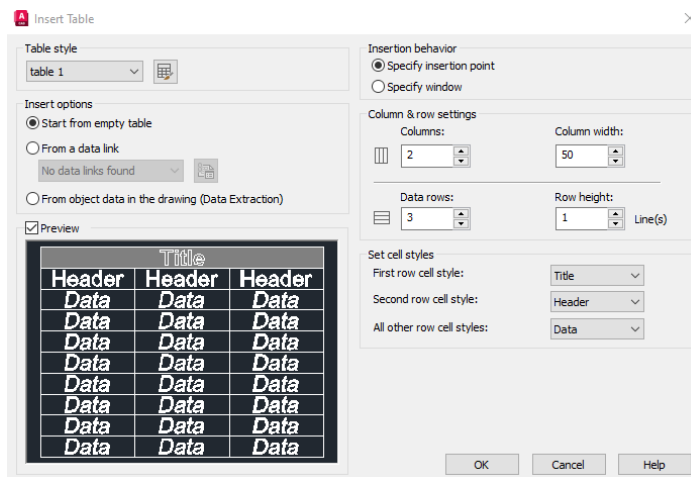 Insert Table
Table style
table 1
Insert options
Start from empty table
From a data link
No data links found
From object data in the drawing (Data Extraction)
Preview
Title
Header Header Header
Data Data Data
Data Data Data
Data Data Data
Data Data Data
Data Data Data
Data Data Data
Data Data Data
Data Data Data
Insertion behavior
Specify insertion point
Specify window
Column & row settings
Columns: Column width:
2 50
Data rows: Row height:
3 1 Line(s)
Set cell styles
First row cell style: Title
Second row cell style: Header
All other row cell styles: Data
OK Cancel Help